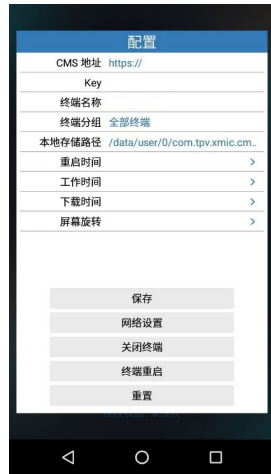 配置
CMS 地址 https://
Key
终端名称
终端分组 全部终端
本地存储路径 /data/user/0/com.tpv.xmic.cm..
重启时间 >
工作时间 >
下载时间 >
屏幕旋转 >
保存
网络设置
关闭终端
终端重启
重置